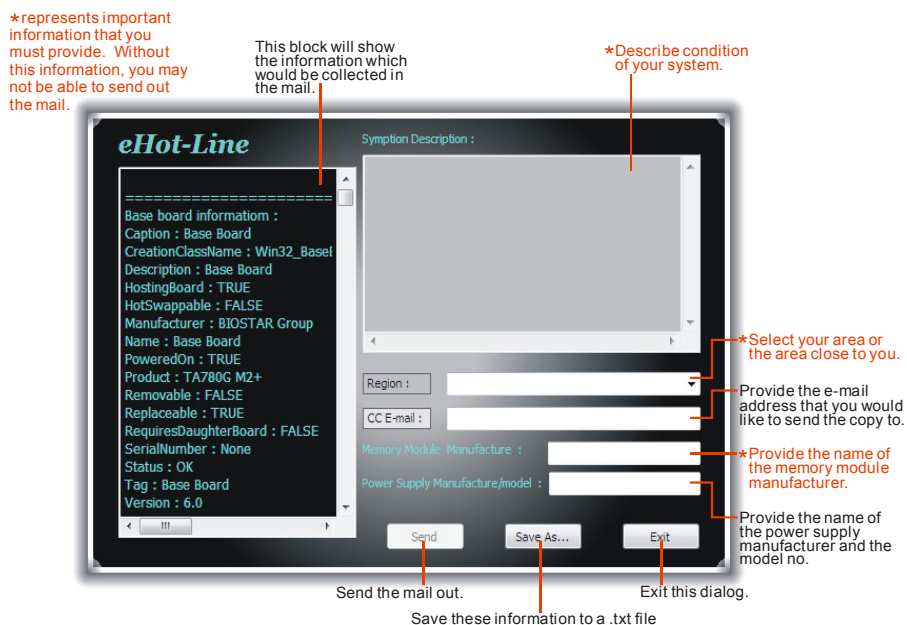 *represents important
information that you
must provide. Without
this information, you may
not be able to send out
the mail.
This block will show
the information which
would be collected in
the mail.
*Describe condition
of your system.
eHot-Line
Symption Description :
========================
Base board informatiom :
Caption : Base Board
CreationClassName : Win32_BaseB
Description : Base Board
HostingBoard : TRUE
HotSwappable : FALSE
Manufacturer : BIOSTAR Group
Name : Base Board
PoweredOn : TRUE
Product : TA780G M2+
Removable : FALSE
Replaceable : TRUE
RequiresDaughterBoard : FALSE
SerialNumber : None
Status : OK
Tag : Base Board
Version : 6.0
Region :
CC E-mail :
Memory Module Manufacture :
Power Supply Manufacture/model :
*Select your area or
the area close to you.
Provide the e-mail
address that you would
like to send the copy to.
*Provide the name of
the memory module
manufacturer.
Provide the name of
the power supply
manufacturer and the
model no.
Send
Save As...
Exit
Send the mail out.
Exit this dialog.
Save these information to a .txt file